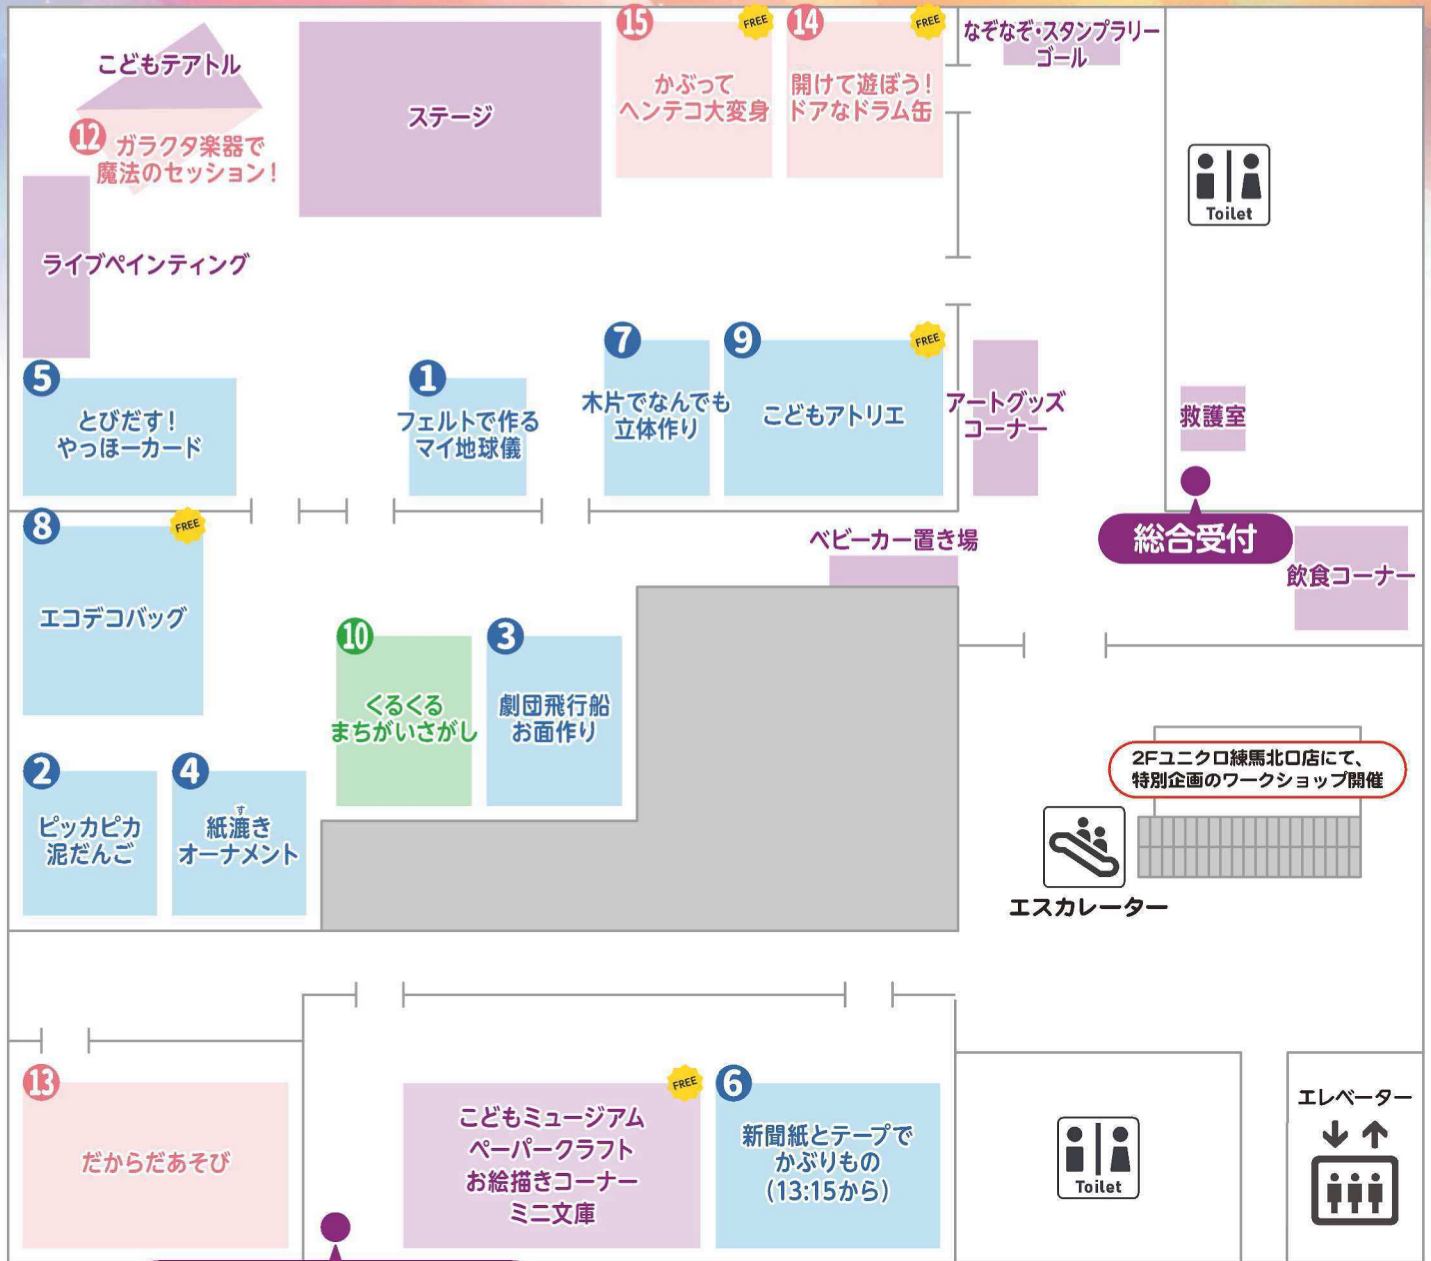 こどもテアトル
⑫
ガラクタ楽器で
魔法のセッション!
ライブペインティング
ステージ
⑮
FREE
かぶって
ヘンテコ大変身
⑭
FREE
開けて遊ぼう!
ドアなドラム缶
なぞなぞ・スタンプラリー
ゴール
Toilet
⑤
とびだす!
やっほーカード
①
フェルトで作る
マイ地球儀
⑦
木片でなんでも
立体作り
⑨
FREE
こどもアトリエ
アートグッズ
コーナー
救護室
総合受付
飲食コーナー
ベビーカー置き場
⑧
FREE
エコデコバッグ
⑩
くるくる
まちがいさがし
③
劇団飛行船
お面作り
②
ピッカピカ
泥だんご
④
す
紙漉き
オーナメント
2Fユニクロ練馬北口店にて、
特別企画のワークショップ開催
エスカレーター
⑬
だからだあそび
FREE
こどもミュージアム
ペーパークラフト
お絵描きコーナー
ミニ文庫
⑥
新聞紙とテープで
かぶりもの
(13:15から)
Toilet
エレベーター